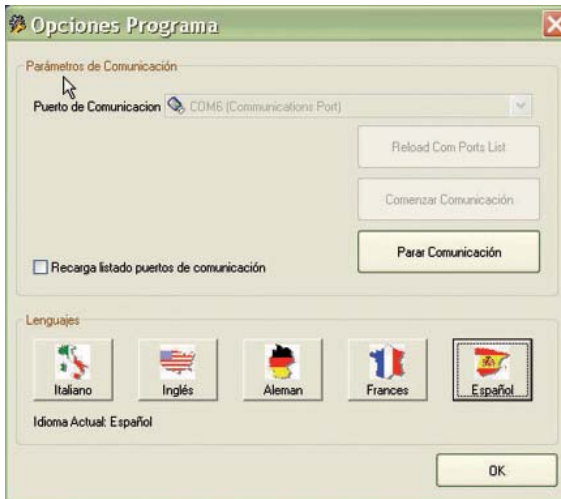 Opciones Programa
Parámetros de Comunicación
Puerto de Comunicacion COM6 (Communications Port)
Reload Com Ports List
Comenzar Comunicación
Parar Comunicación
Recarga listado puertos de comunicación
Lenguajes
Italiano Inglés Aleman Frances Español
Idioma Actual: Español
OK